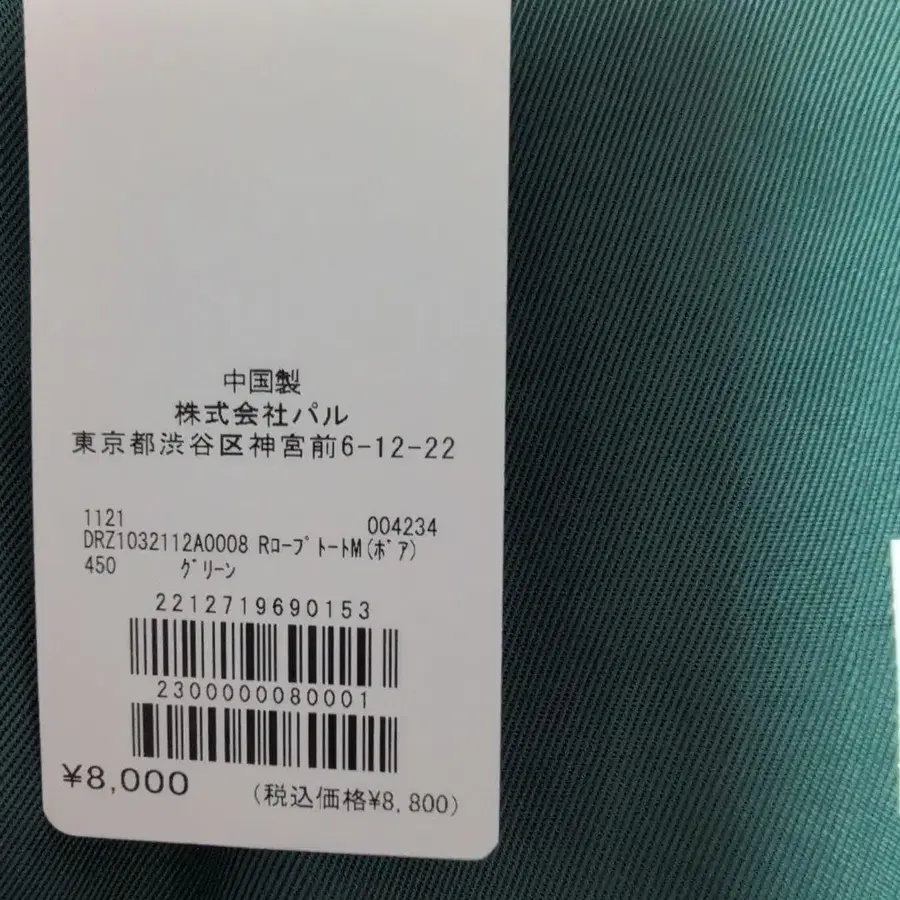 中国製
株式会社パル
東京都渋谷区神宮前6-12-22
1121 004234
DRZ1032112A0008 RﾛｰﾌﾟﾄｰﾄM(ﾎﾞｱ)
450 ｸﾞﾘｰﾝ
2212719690153
2300000080001
¥8,000 (税込価格¥8,800)